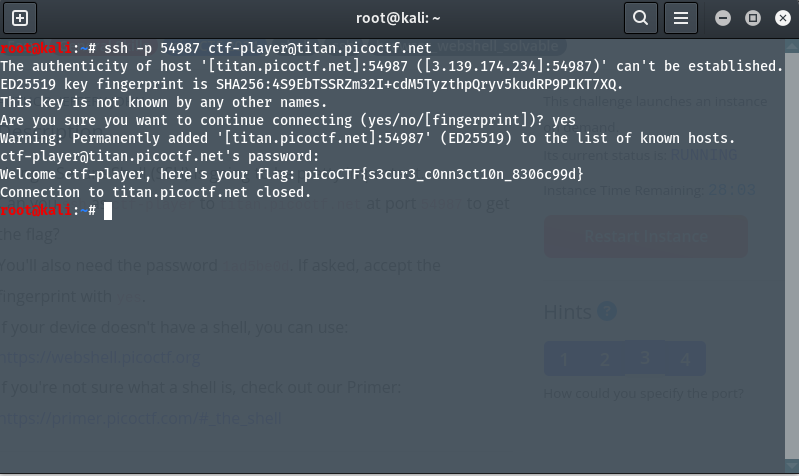 root@kali: ~
root@kali:~# ssh -p 54987 ctf-player@titan.picoctf.net
webshell_solvable
The authenticity of host '[titan.picoctf.net]:54987 ([3.139.174.234]:54987)' can't be established.
ED25519 key fingerprint is SHA256:4S9EbTSSRZm32I+cdM5TyzthpQryv5kudRP9PIKT7XQ.
This key is not known by any other names.
This challenge launches an instance
Are you sure you want to continue connecting (yes/no/[fingerprint])? yes
Description
Warning: Permanently added '[titan.picoctf.net]:54987' (ED25519) to the list of known hosts.
ctf-player@titan.picoctf.net's password:
Its current status is: RUNNING
Welcome ctf-player, here's your flag: picoCTF{s3cur3_c0nn3ct10n_8306c99d}
Connection to titan.picoctf.net closed.
Instance Time Remaining: 28:03
root@kali:~#
to
at port
to get
the flag?
Restart Instance
You'll also need the password
. If asked, accept the
fingerprint with
Hints ?
If your device doesn't have a shell, you can use:
https://webshell.picoctf.org
1 2 3 4
If you're not sure what a shell is, check out our Primer:
How could you specify the port?
https://primer.picoctf.com/#_the_shell